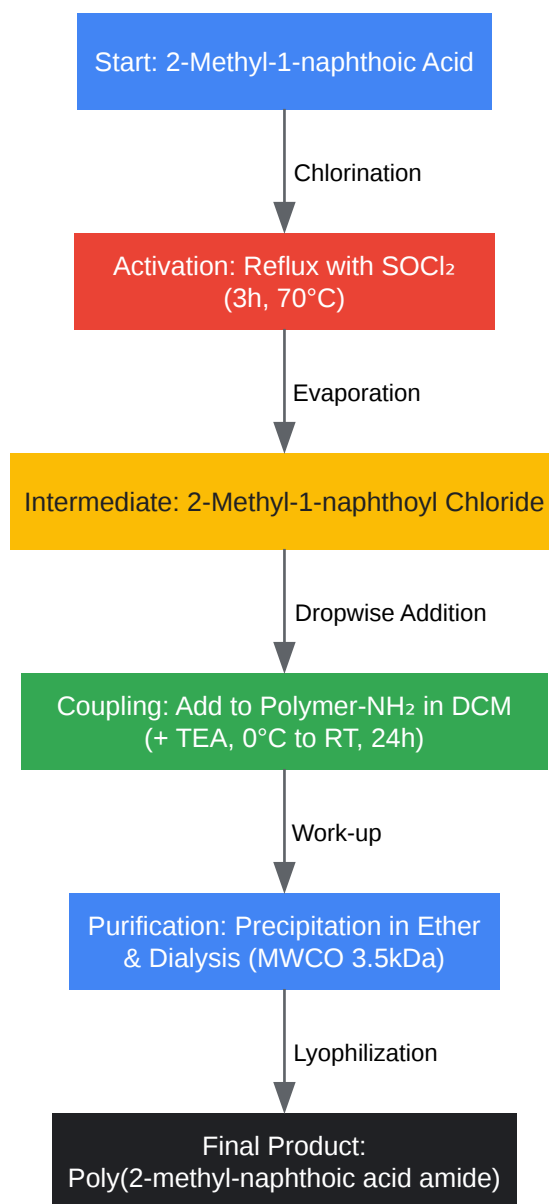 Start: 2-Methyl-1-naphthoic Acid
Chlorination
Activation: Reflux with SOCl₂
(3h, 70°C)
Evaporation
Intermediate: 2-Methyl-1-naphthoyl Chloride
Dropwise Addition
Coupling: Add to Polymer-NH₂ in DCM
(+ TEA, 0°C to RT, 24h)
Work-up
Purification: Precipitation in Ether
& Dialysis (MWCO 3.5kDa)
Lyophilization
Final Product:
Poly(2-methyl-naphthoic acid amide)